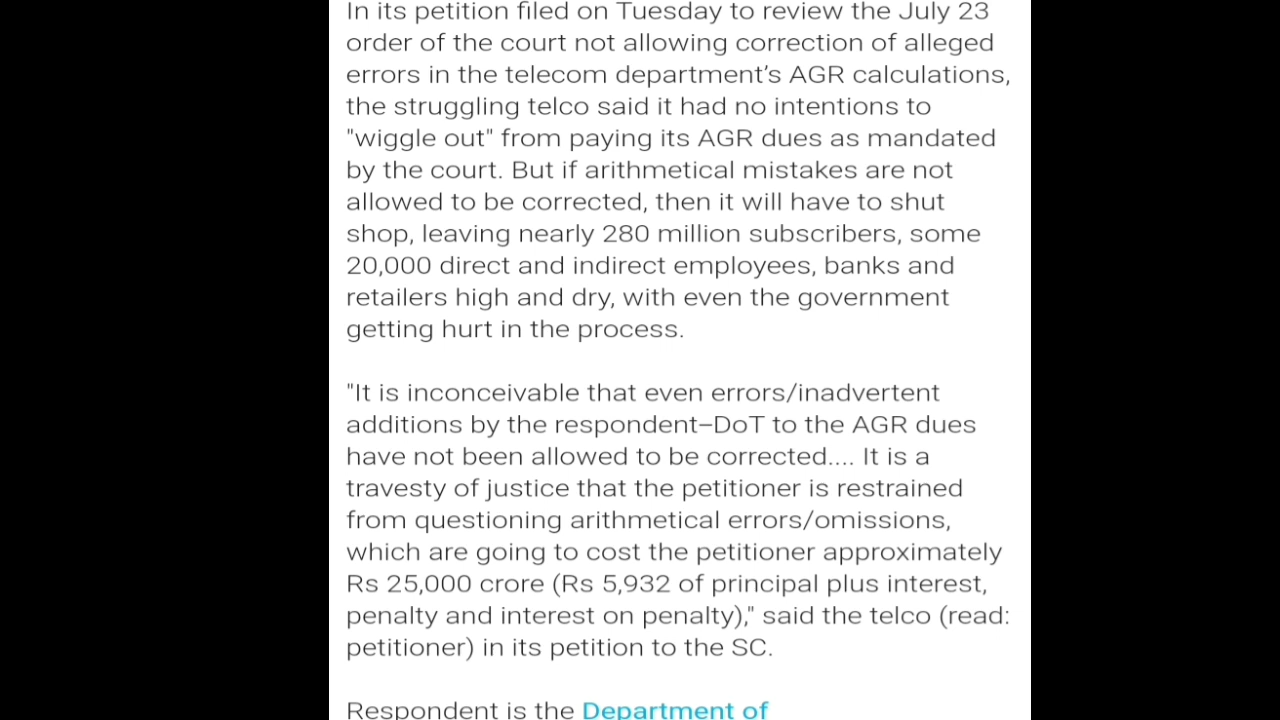 In its petition filed on Tuesday to review the July 23
order of the court not allowing correction of alleged
errors in the telecom department's AGR calculations,
the struggling telco said it had no intentions to
"wiggle out" from paying its AGR dues as mandated
by the court. But if arithmetical mistakes are not
allowed to be corrected, then it will have to shut
shop, leaving nearly 280 million subscribers, some
20,000 direct and indirect employees, banks and
retailers high and dry, with even the government
getting hurt in the process.
"It is inconceivable that even errors/inadvertent
additions by the respondent–DoT to the AGR dues
have not been allowed to be corrected.... It is a
travesty of justice that the petitioner is restrained
from questioning arithmetical errors/omissions,
which are going to cost the petitioner approximately
Rs 25,000 crore (Rs 5,932 of principal plus interest,
penalty and interest on penalty)," said the telco (read:
petitioner) in its petition to the SC.
Respondent is the Department of